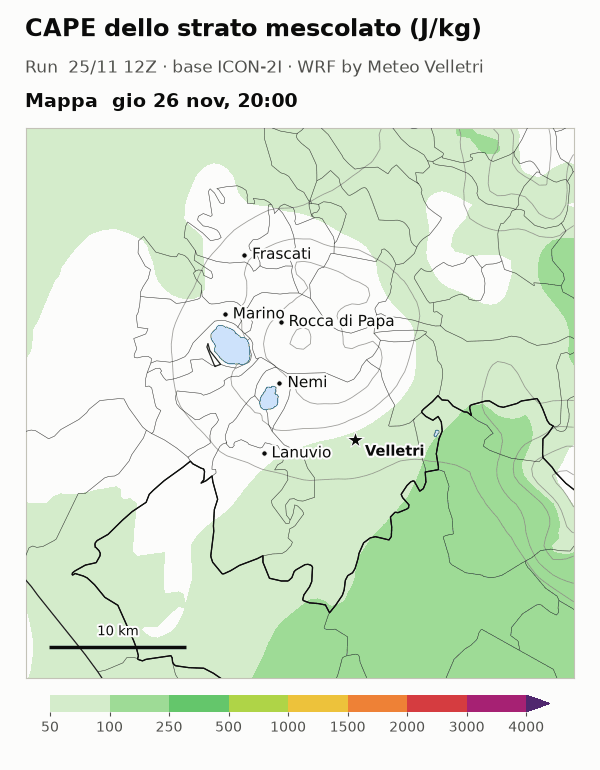 CAPE dello strato mescolato (J/kg)
Run  25/11 12Z · base ICON-2I · WRF by Meteo Velletri
Mappa  gio 26 nov, 20:00
Frascati
Marino
Rocca di Papa
Nemi
Velletri
Lanuvio
10 km
50 100 250 500 1000 1500 2000 3000 4000